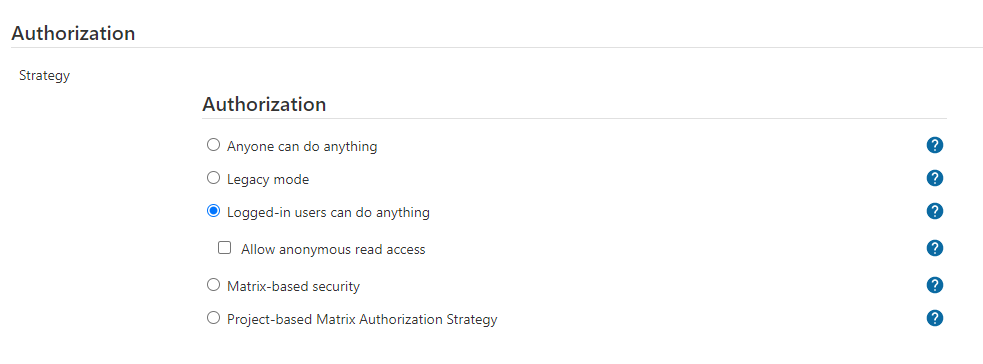 Authorization
Strategy
Authorization
Anyone can do anything ?
Legacy mode ?
Logged-in users can do anything ?
Allow anonymous read access ?
Matrix-based security ?
Project-based Matrix Authorization Strategy ?